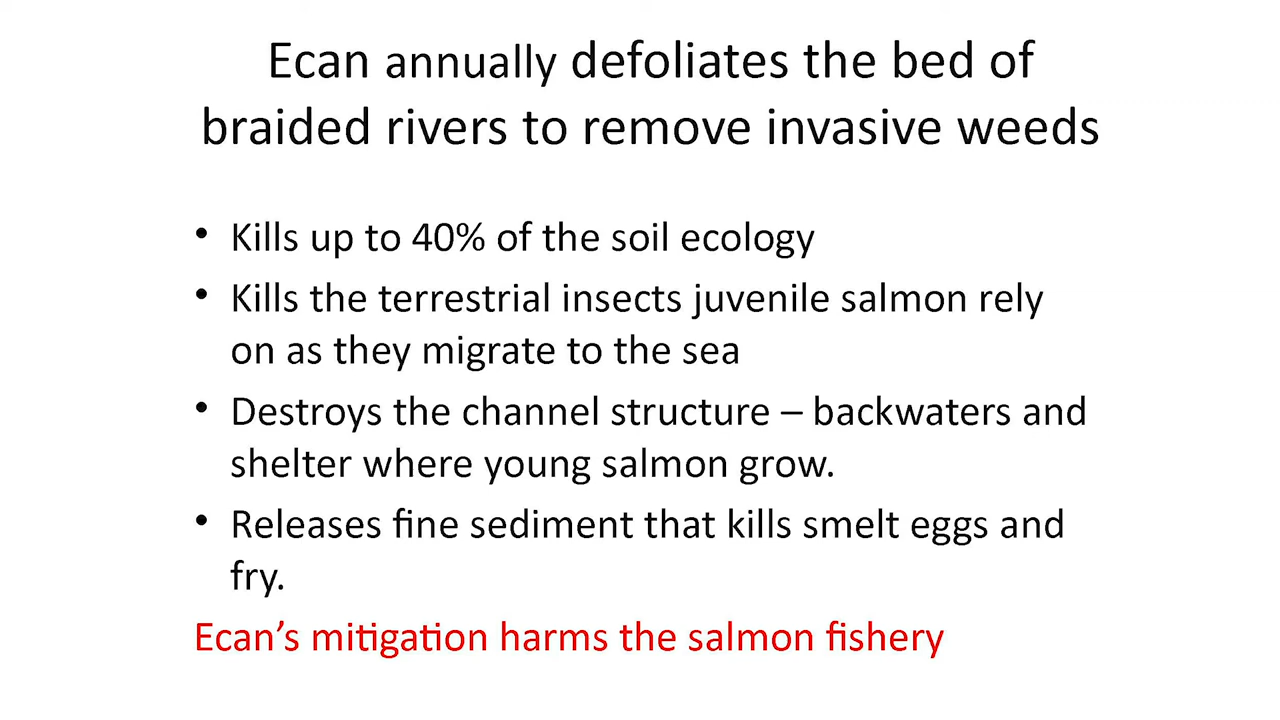 Ecan annually defoliates the bed of
braided rivers to remove invasive weeds
• Kills up to 40% of the soil ecology
• Kills the terrestrial insects juvenile salmon rely
on as they migrate to the sea
• Destroys the channel structure – backwaters and
shelter where young salmon grow.
• Releases fine sediment that kills smelt eggs and
fry.
Ecan’s mitigation harms the salmon fishery